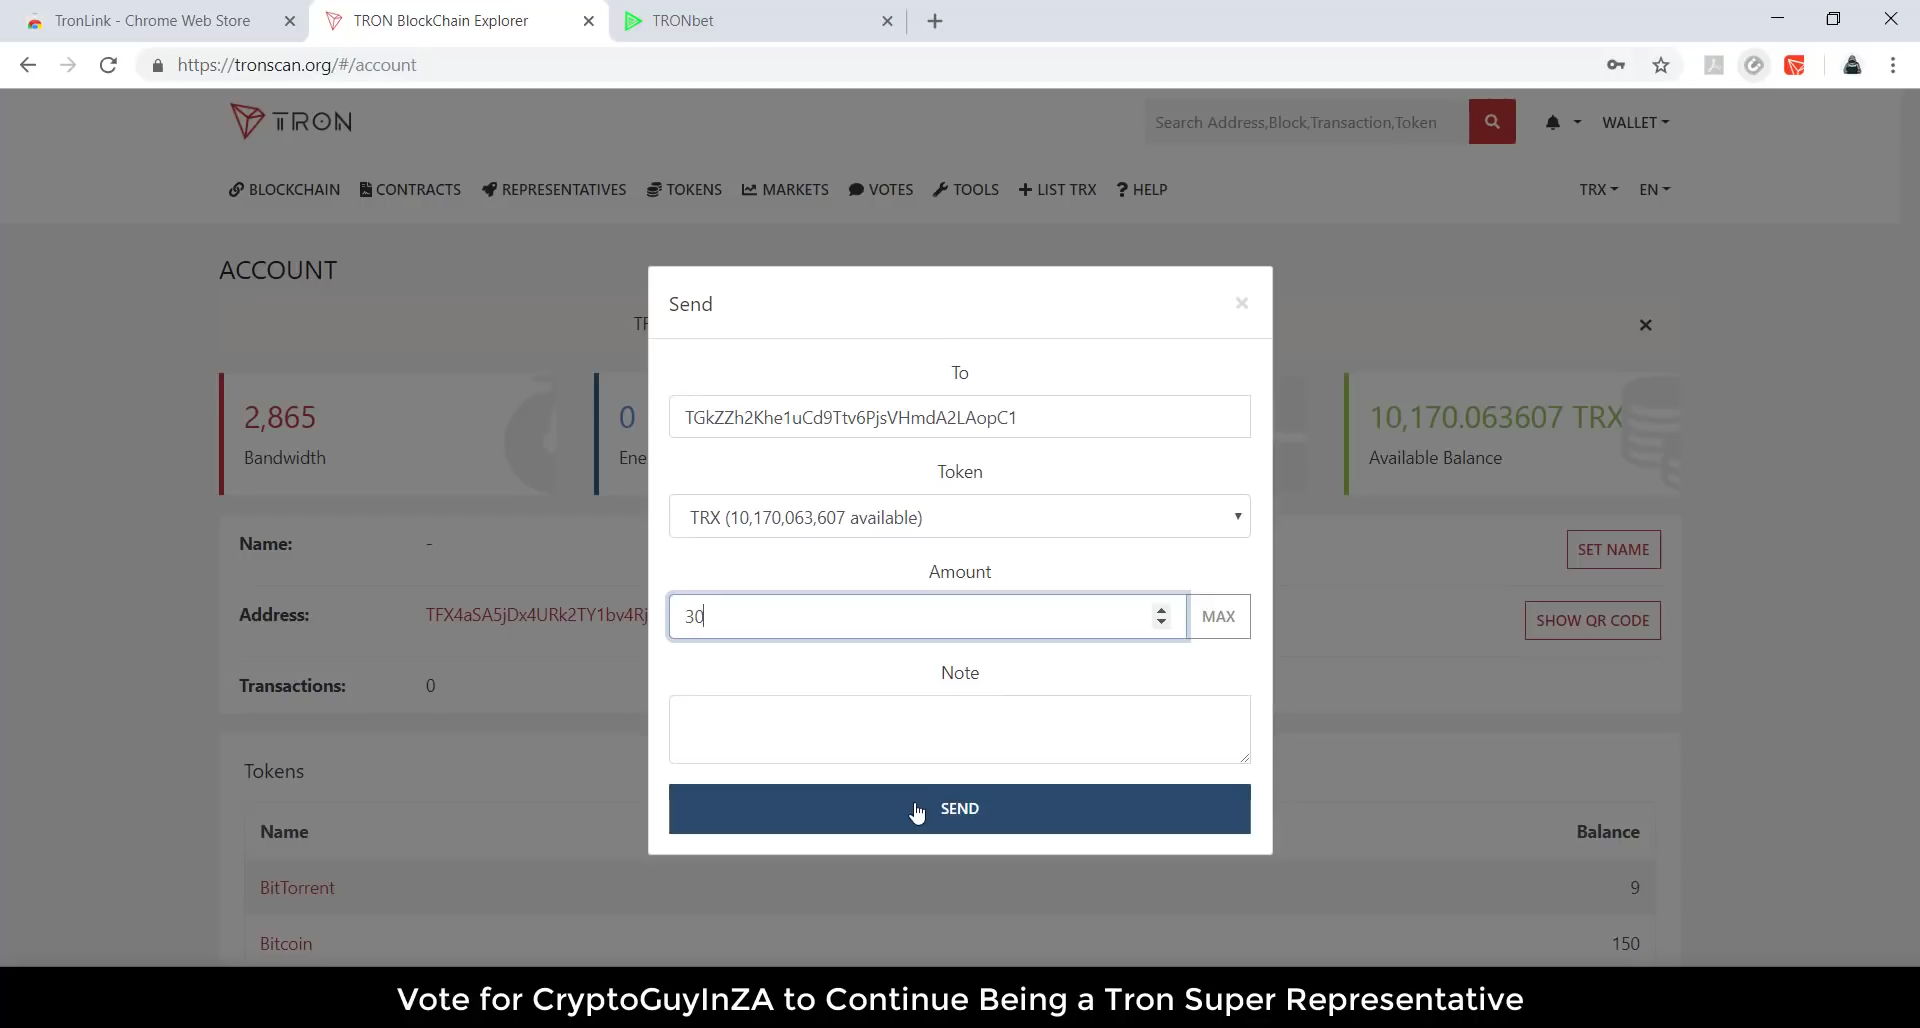 TronLink - Chrome Web Store
TRON BlockChain Explorer
TRONbet
https://tronscan.org/#/account
TRON
Search Address,Block,Transaction,Token
WALLET
BLOCKCHAIN
CONTRACTS
REPRESENTATIVES
TOKENS
MARKETS
VOTES
TOOLS
LIST TRX
HELP
TRX
EN
ACCOUNT
Send
To
TGkZZh2Khe1uCd9Ttv6PjsVHmdA2LAopC1
Token
TRX (10,170,063,607 available)
Amount
30
MAX
Note
SEND
2,865
Bandwidth
0
Ene
10,170.063607 TRX
Available Balance
Name:
-
SET NAME
Address:
TFX4aSA5jDx4URk2TY1bv4Rj
SHOW QR CODE
Transactions:
0
Tokens
Name
Balance
BitTorrent
9
Bitcoin
150
Vote for CryptoGuyInZA to Continue Being a Tron Super Representative